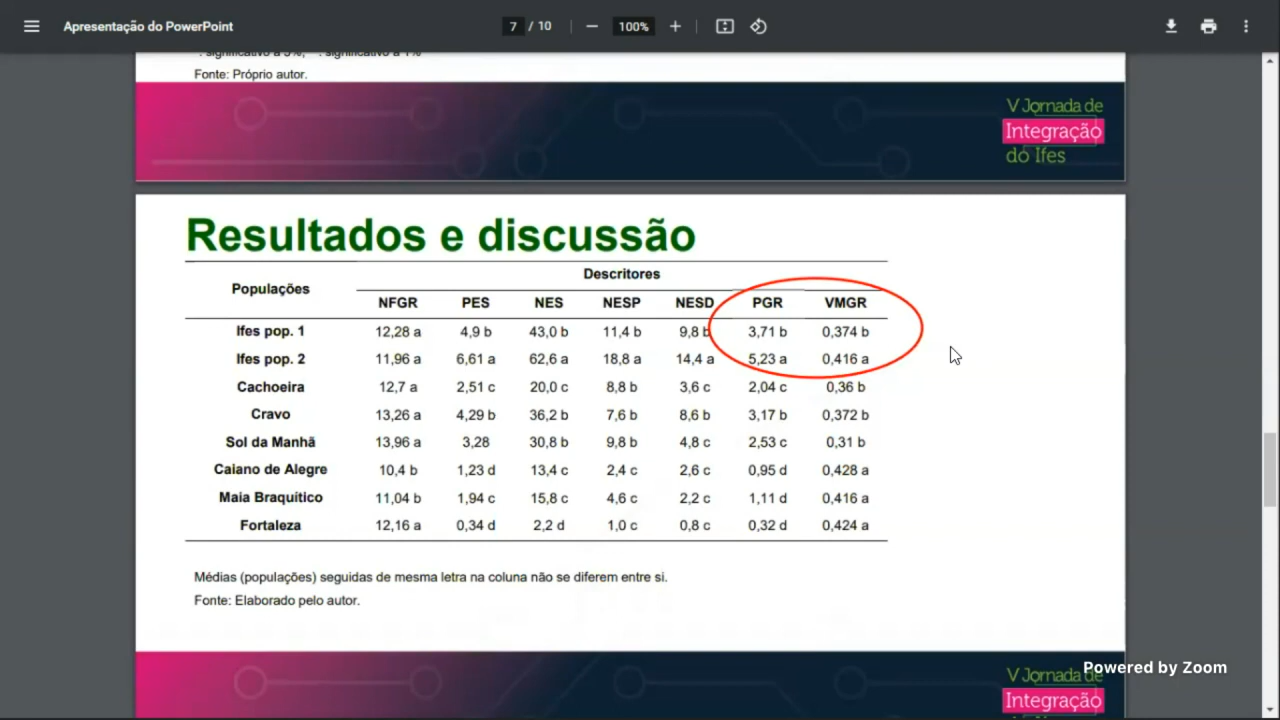 Apresentação do PowerPoint
7 / 10
100%
Fonte: Próprio autor.
V Jornada de
Integração
do Ifes
Resultados e discussão
Populações Descritores
NFGR PES NES NESP NESD PGR VMGR
Ifes pop. 1 12,28 a 4,9 b 43,0 b 11,4 b 9,8 b 3,71 b 0,374 b
Ifes pop. 2 11,96 a 6,61 a 62,6 a 18,8 a 14,4 a 5,23 a 0,416 a
Cachoeira 12,7 a 2,51 c 20,0 c 8,8 b 3,6 c 2,04 c 0,36 b
Cravo 13,26 a 4,29 b 36,2 b 7,6 b 8,6 b 3,17 b 0,372 b
Sol da Manhã 13,96 a 3,28 30,8 b 9,8 b 4,8 c 2,53 c 0,31 b
Caiano de Alegre 10,4 b 1,23 d 13,4 c 2,4 c 2,6 c 0,95 d 0,428 a
Maia Braquítico 11,04 b 1,94 c 15,8 c 4,6 c 2,2 c 1,11 d 0,416 a
Fortaleza 12,16 a 0,34 d 2,2 d 1,0 c 0,8 c 0,32 d 0,424 a
Médias (populações) seguidas de mesma letra na coluna não se diferem entre si.
Fonte: Elaborado pelo autor.
V Jornada de
Integração
Powered by Zoom